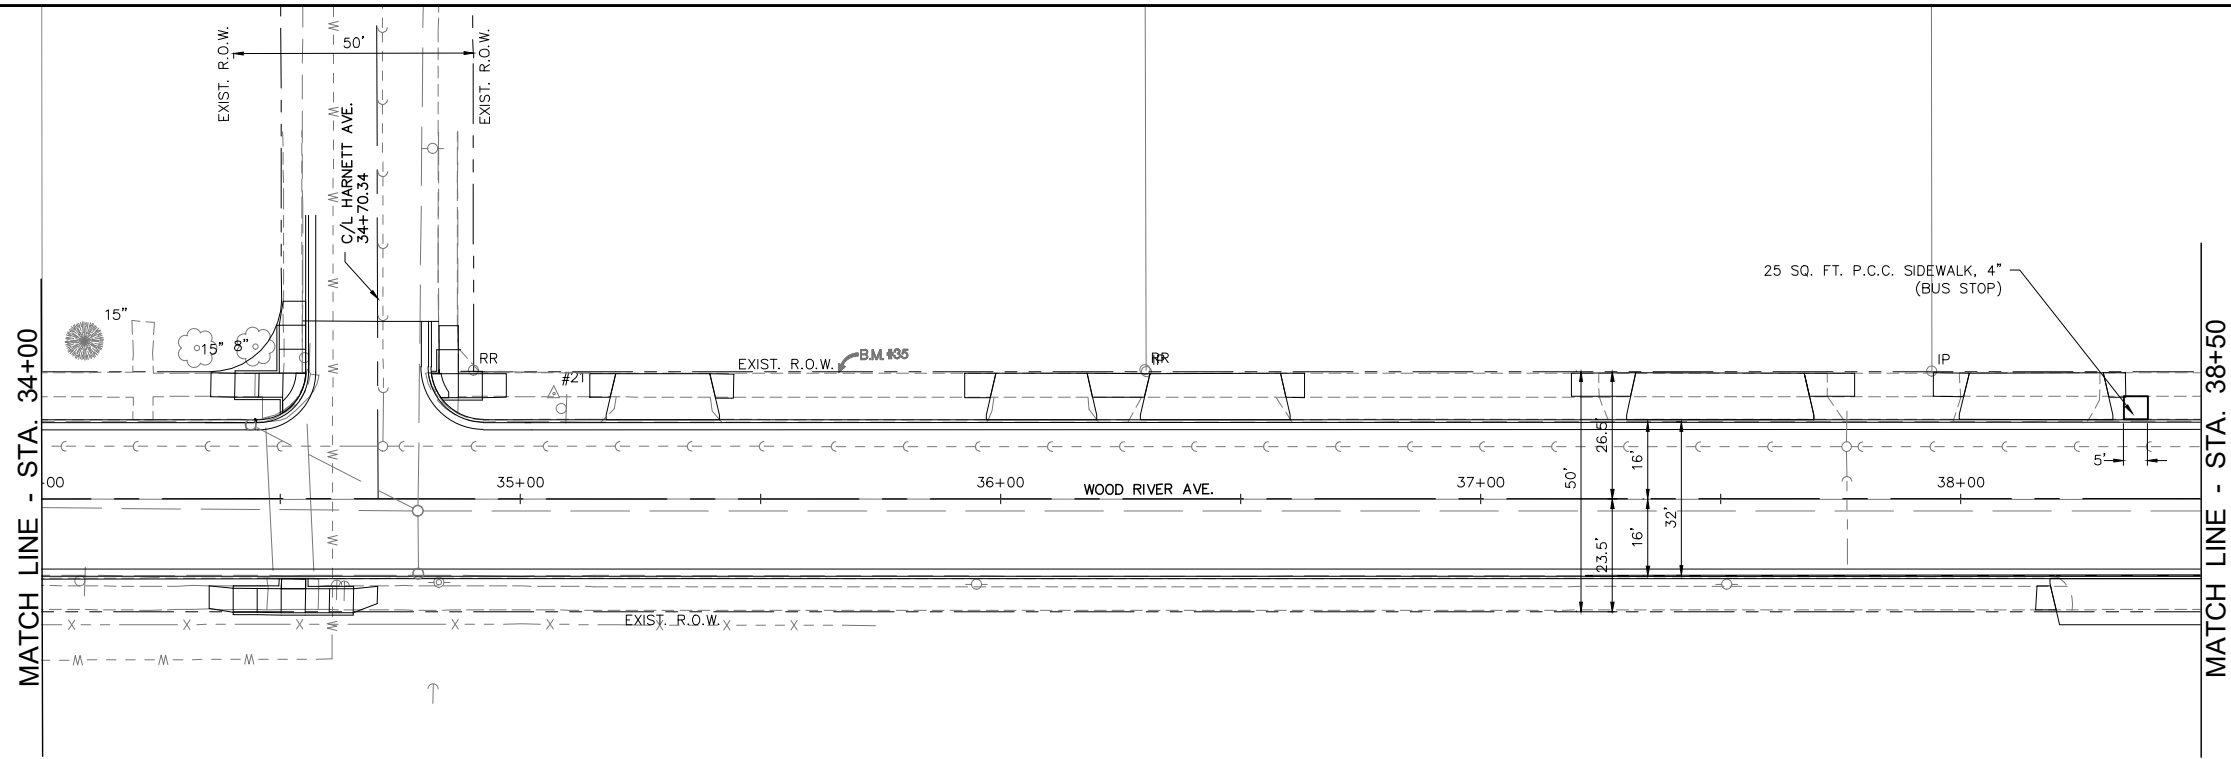 MATCH LINE - STA. 34+00
EXIST. R.O.W.
50'
EXIST. R.O.W.
C/L HARNETT AVE.
34+70.34
15"
15"
8"
RR
#21
EXIST. R.O.W.
B.M. #35
RR
IP
IP
25 SQ. FT. P.C.C. SIDEWALK, 4"
(BUS STOP)
5'
+00
35+00
36+00
WOOD RIVER AVE.
37+00
38+00
50'
26.5'
23.5'
16'
16'
32'
W
W
W
W
W
W
W
W
W
X
X
X
X
X
X
X
X
EXIST. R.O.W.
MATCH LINE - STA. 38+50